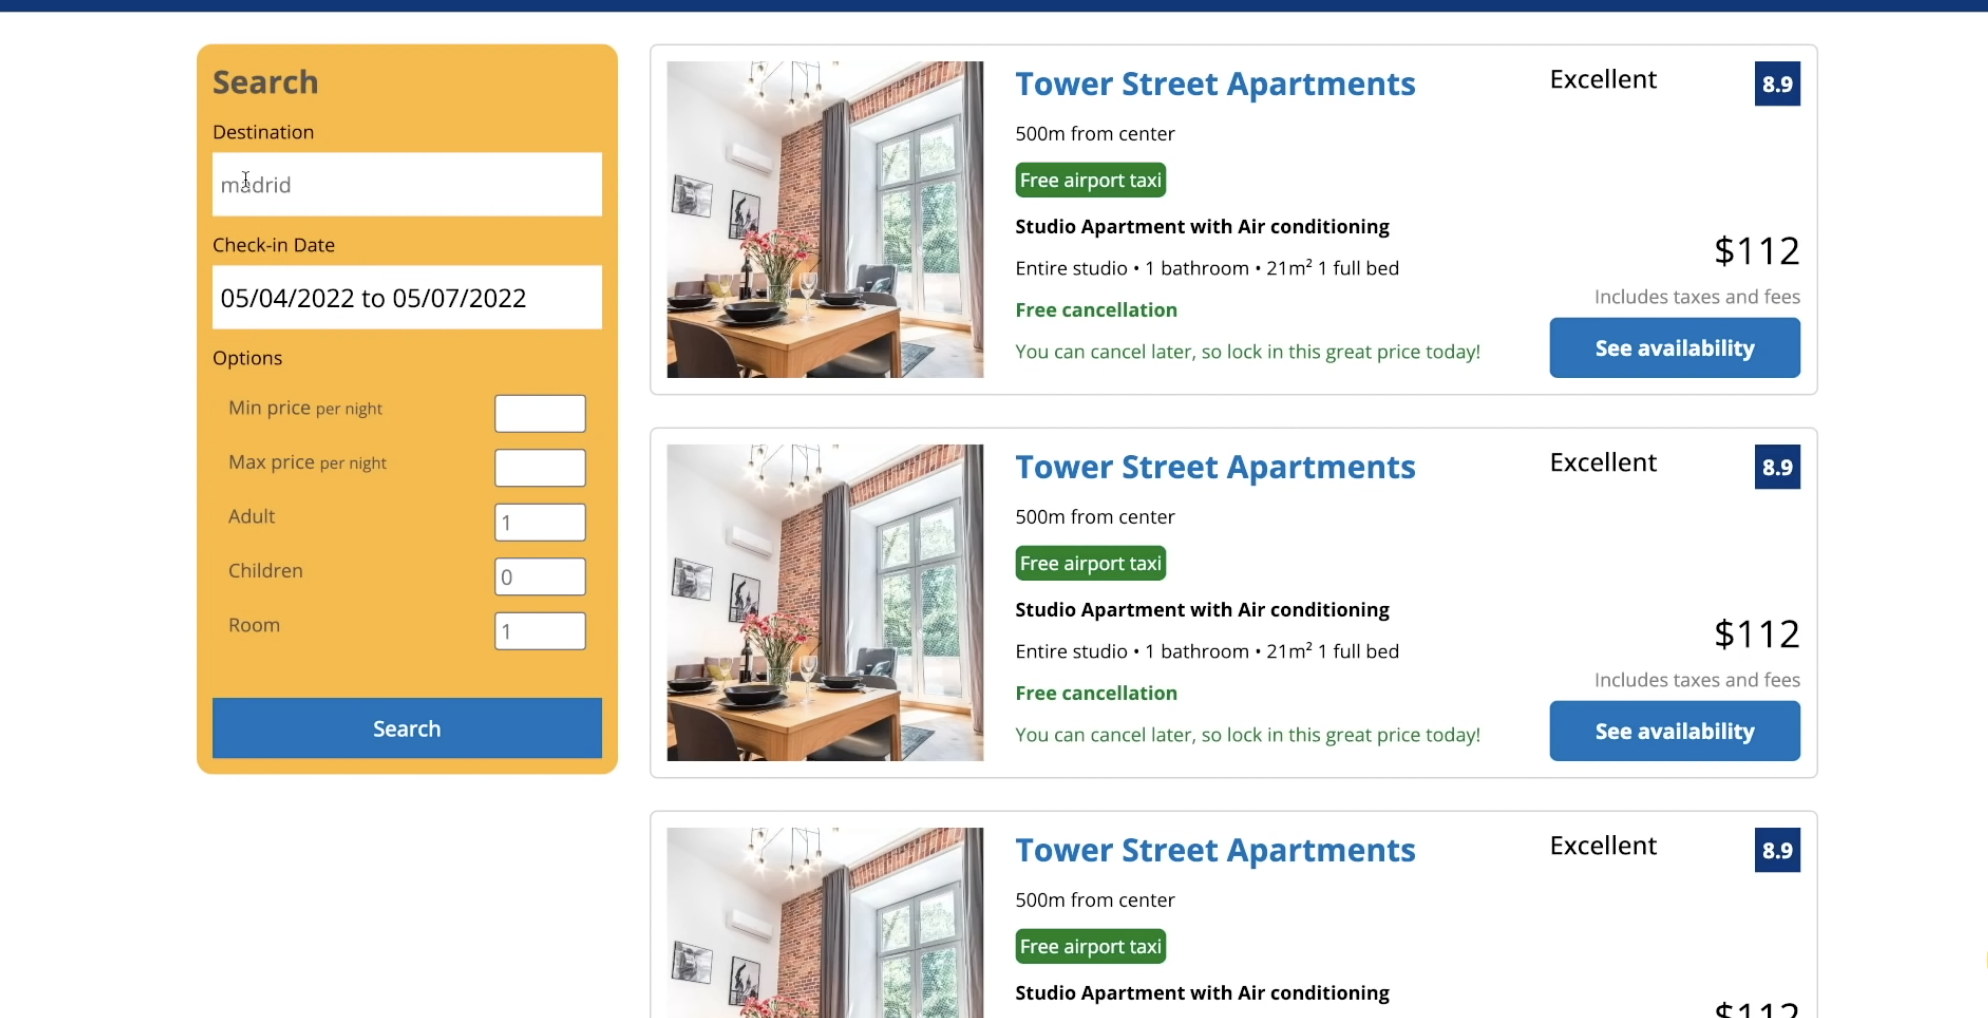 Search
Destination
madrid
Check-in Date
05/04/2022 to 05/07/2022
Options
Min price per night
Max price per night
Adult 1
Children 0
Room 1
Search
Tower Street Apartments
Excellent 8.9
500m from center
Free airport taxi
Studio Apartment with Air conditioning
Entire studio • 1 bathroom • 21m² 1 full bed
Free cancellation
You can cancel later, so lock in this great price today!
$112
Includes taxes and fees
See availability
Tower Street Apartments
Excellent 8.9
500m from center
Free airport taxi
Studio Apartment with Air conditioning
Entire studio • 1 bathroom • 21m² 1 full bed
Free cancellation
You can cancel later, so lock in this great price today!
$112
Includes taxes and fees
See availability
Tower Street Apartments
Excellent 8.9
500m from center
Free airport taxi
Studio Apartment with Air conditioning
$112